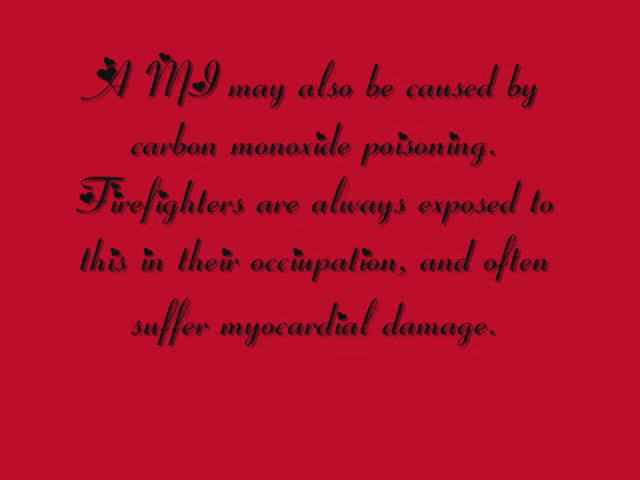 A MI may also be caused by
carbon monoxide poisoning.
Firefighters are always exposed to
this in their occiupation, and often
suffer myocardial damage.